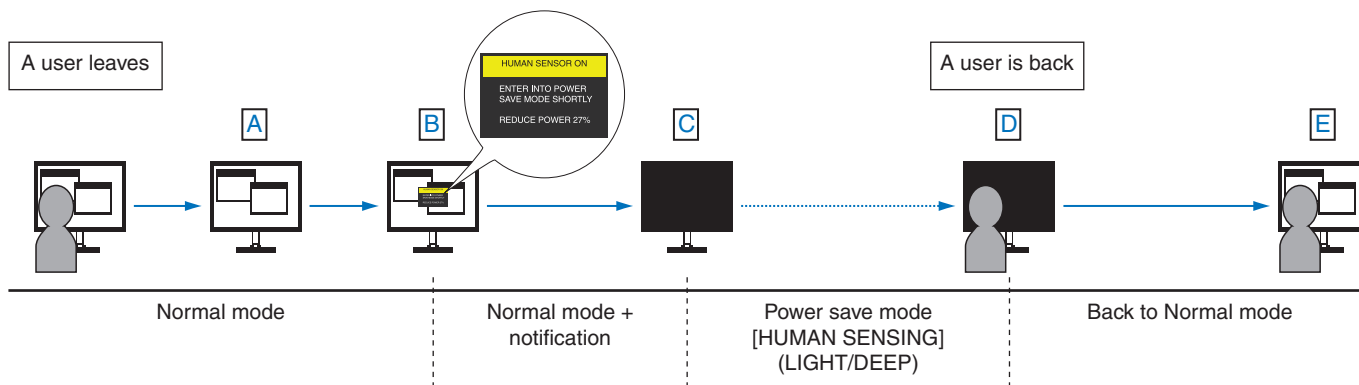 A user leaves
A user is back
HUMAN SENSOR ON
ENTER INTO POWER
SAVE MODE SHORTLY
REDUCE POWER 27%
A
B
C
D
E
Normal mode
Normal mode +
notification
Power save mode
[HUMAN SENSING]
(LIGHT/DEEP)
Back to Normal mode